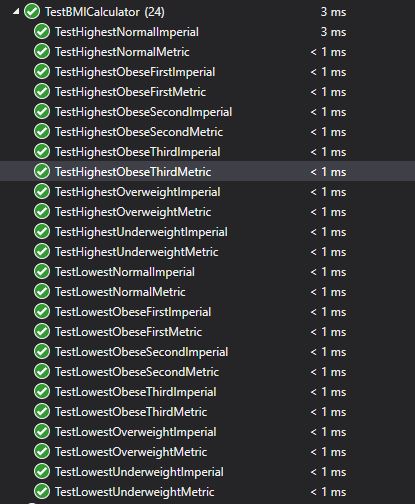 TestBMICalculator (24) 3 ms
TestHighestNormalImperial 3 ms
TestHighestNormalMetric < 1 ms
TestHighestObeseFirstImperial < 1 ms
TestHighestObeseFirstMetric < 1 ms
TestHighestObeseSecondImperial < 1 ms
TestHighestObeseSecondMetric < 1 ms
TestHighestObeseThirdImperial < 1 ms
TestHighestObeseThirdMetric < 1 ms
TestHighestOverweightImperial < 1 ms
TestHighestOverweightMetric < 1 ms
TestHighestUnderweightImperial < 1 ms
TestHighestUnderweightMetric < 1 ms
TestLowestNormalImperial < 1 ms
TestLowestNormalMetric < 1 ms
TestLowestObeseFirstImperial < 1 ms
TestLowestObeseFirstMetric < 1 ms
TestLowestObeseSecondImperial < 1 ms
TestLowestObeseSecondMetric < 1 ms
TestLowestObeseThirdImperial < 1 ms
TestLowestObeseThirdMetric < 1 ms
TestLowestOverweightImperial < 1 ms
TestLowestOverweightMetric < 1 ms
TestLowestUnderweightImperial < 1 ms
TestLowestUnderweightMetric < 1 ms